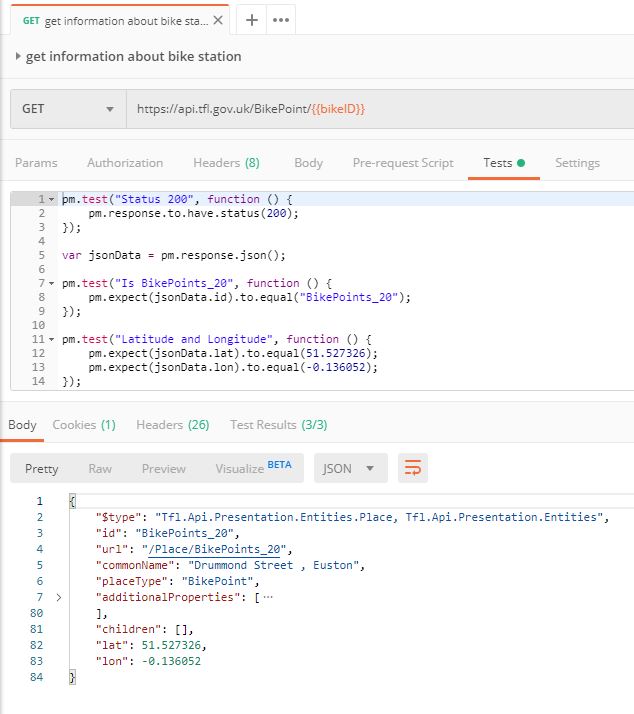 GET get information about bike sta... × + •••
get information about bike station
GET https://api.tfl.gov.uk/BikePoint/{{bikeID}}
Params Authorization Headers (8) Body Pre-request Script Tests Settings
1 pm.test("Status 200", function () {
2 pm.response.to.have.status(200);
3 });
4
5 var jsonData = pm.response.json();
6
7 pm.test("Is BikePoints_20", function () {
8 pm.expect(jsonData.id).to.equal("BikePoints_20");
9 });
10
11 pm.test("Latitude and Longitude", function () {
12 pm.expect(jsonData.lat).to.equal(51.527326);
13 pm.expect(jsonData.lon).to.equal(-0.136052);
14 });
Body Cookies (1) Headers (26) Test Results (3/3)
Pretty Raw Preview Visualize BETA JSON
1 {
2 "$type": "Tfl.Api.Presentation.Entities.Place, Tfl.Api.Presentation.Entities",
3 "id": "BikePoints_20",
4 "url": "/Place/BikePoints_20",
5 "commonName": "Drummond Street , Euston",
6 "placeType": "BikePoint",
7 "additionalProperties": [ ···
80 ],
81 "children": [],
82 "lat": 51.527326,
83 "lon": -0.136052
84 }